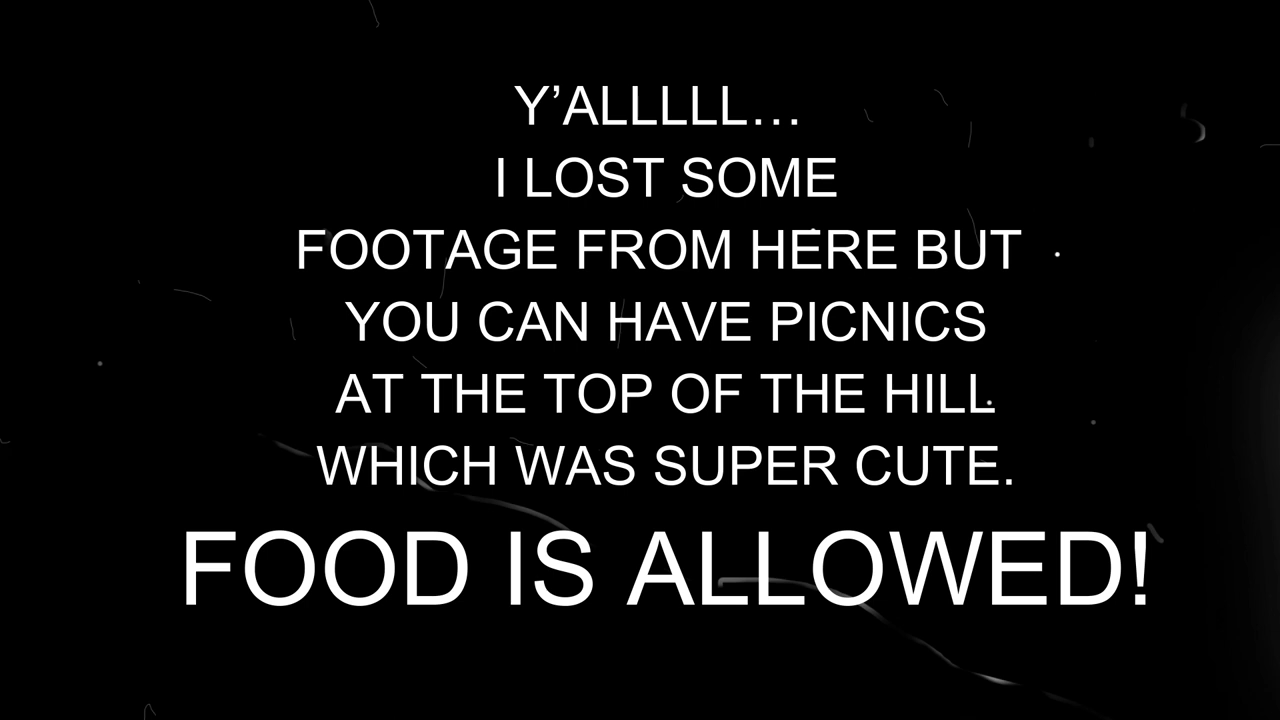 Y’ALLLLL…
I LOST SOME
FOOTAGE FROM HERE BUT
YOU CAN HAVE PICNICS
AT THE TOP OF THE HILL
WHICH WAS SUPER CUTE.
FOOD IS ALLOWED!